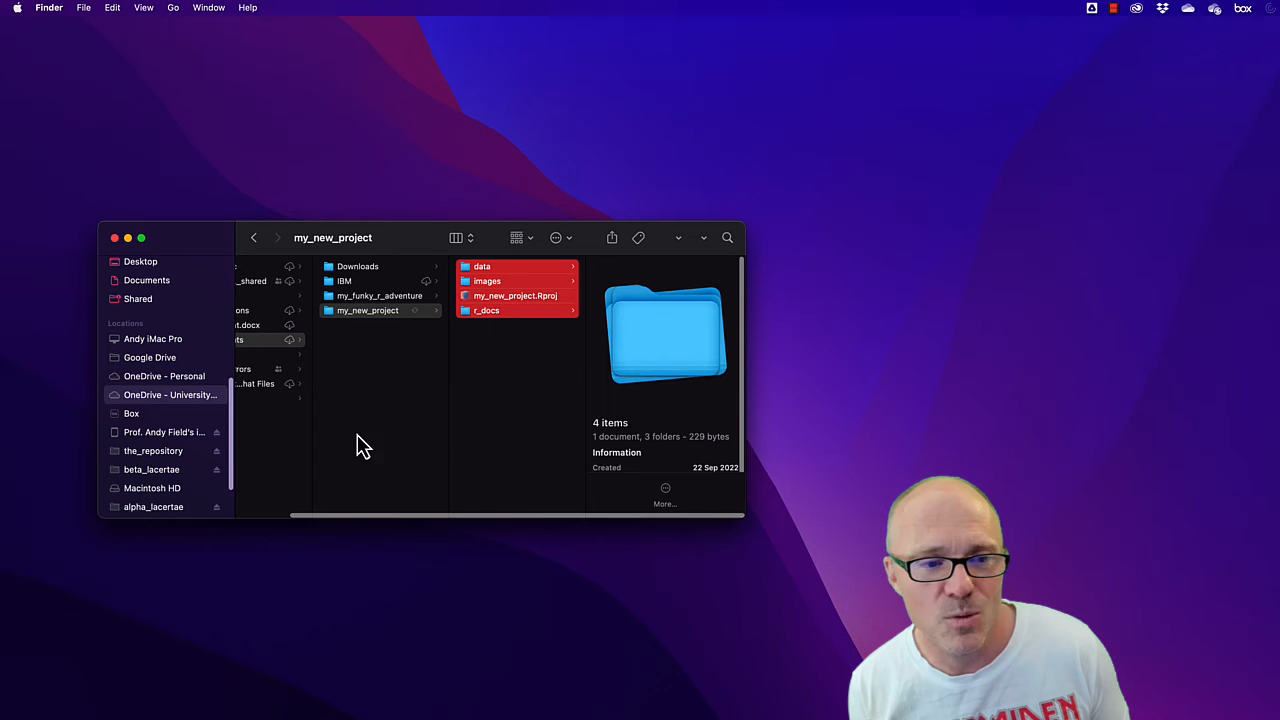 Finder File Edit View Go Window Help
box
my_new_project
Desktop
Documents
Shared
Locations
Andy iMac Pro
Google Drive
OneDrive - Personal
OneDrive - University...
Box
Prof. Andy Field's i...
the_repository
beta_lacertae
Macintosh HD
alpha_lacertae
_shared
ons
t.docx
ts
rrors
...hat Files
Downloads
IBM
my_funky_r_adventure
my_new_project
data
images
my_new_project.Rproj
r_docs
4 items
1 document, 3 folders - 229 bytes
Information
Created 22 Sep 2022
More...